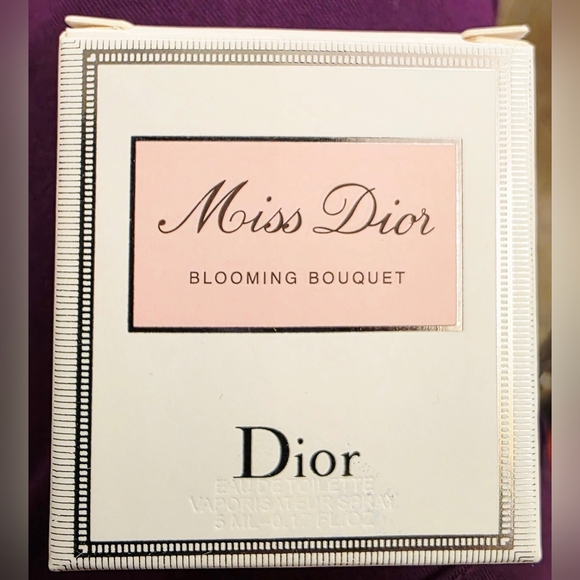 Miss Dior
BLOOMING BOUQUET
Dior
EAU DE TOILETTE
VAPORISATEUR SPRAY
5 ML - 0.17 FL.OZ